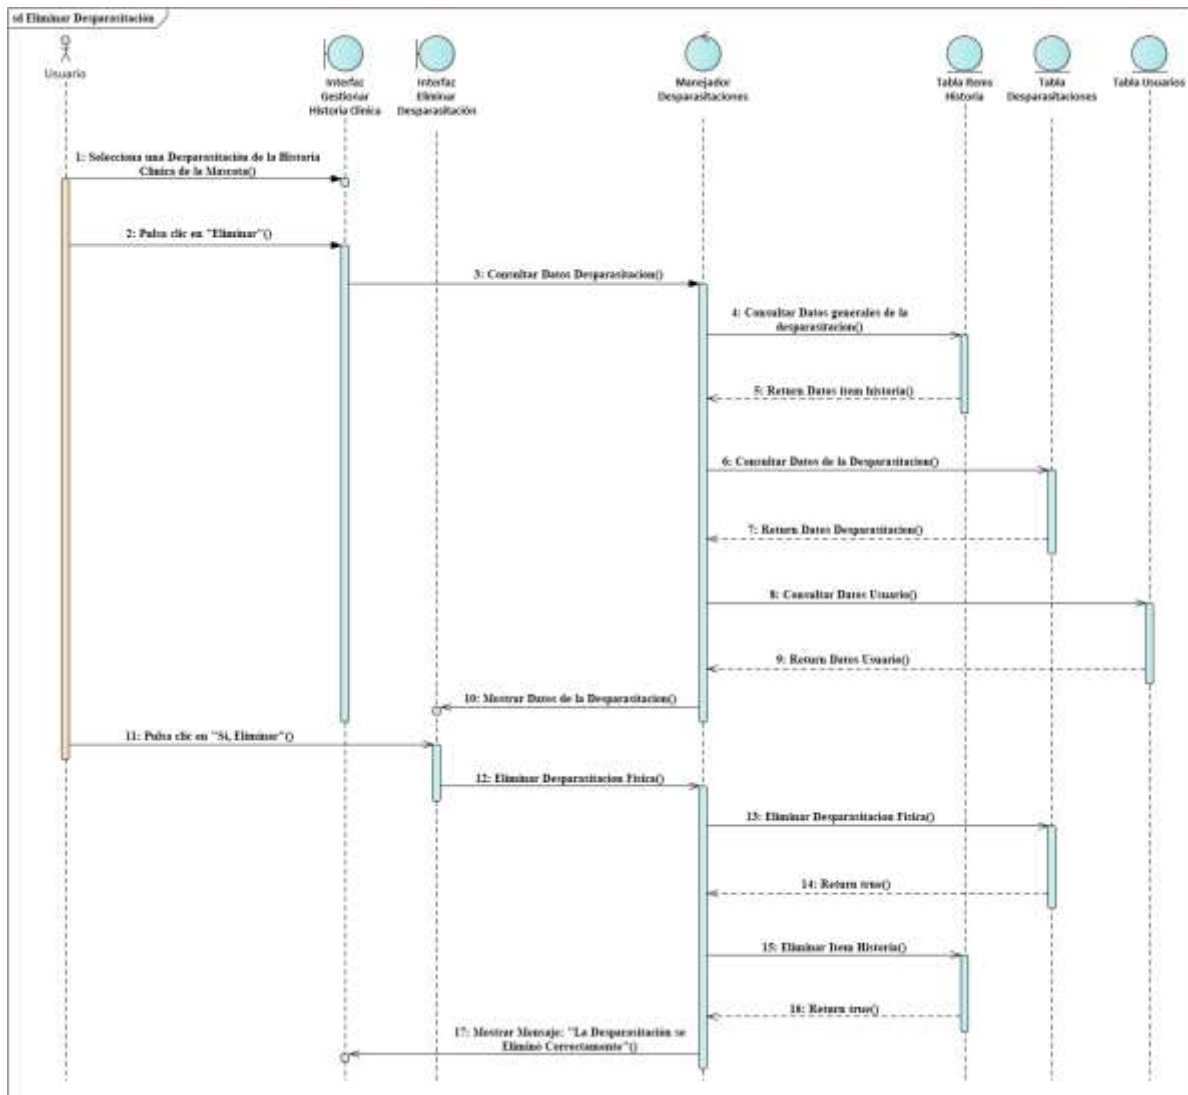 sd Eliminar Desparasitación
Usuario
Interfaz
Gestionar
Historia Clinica
Interfaz
Eliminar
Desparasitación
Manejador
Desparasitaciones
Tabla Items
Historia
Tabla
Desparasitaciones
Tabla Usuarios
1: Selecciona una Desparasitación de la Historia
Clinica de la Mascota()
2: Pulsa clic en "Eliminar"()
3: Consultar Datos Desparasitacion()
4: Consultar Datos generales de la
desparasitacion()
5: Return Datos item historia()
6: Consultar Datos de la Desparasitacion()
7: Return Datos Desparasitacion()
8: Consultar Datos Usuario()
9: Return Datos Usuario()
10: Mostrar Datos de la Desparasitacion()
11: Pulsa clic en "Si, Eliminar"()
12: Eliminar Desparasitacion Fisica()
13: Eliminar Desparasitacion Fisica()
14: Return true()
15: Eliminar Item Historia()
16: Return true()
17: Mostrar Mensaje: "La Desparasitación se
Eliminó Correctamente"()